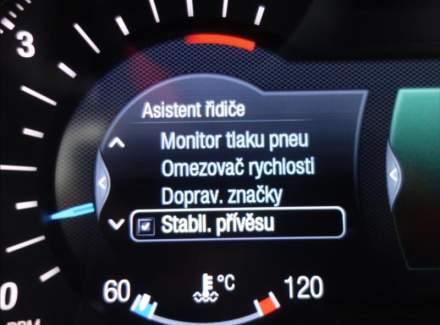 3
Asistent řidiče
Monitor tlaku pneu
Omezovač rychlosti
Doprav. značky
Stabil. přívěsu
0
60 °C 120